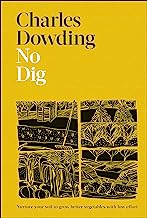 Charles Dowding
No
Dig
Nurture your soil to grow better vegetables with less effort